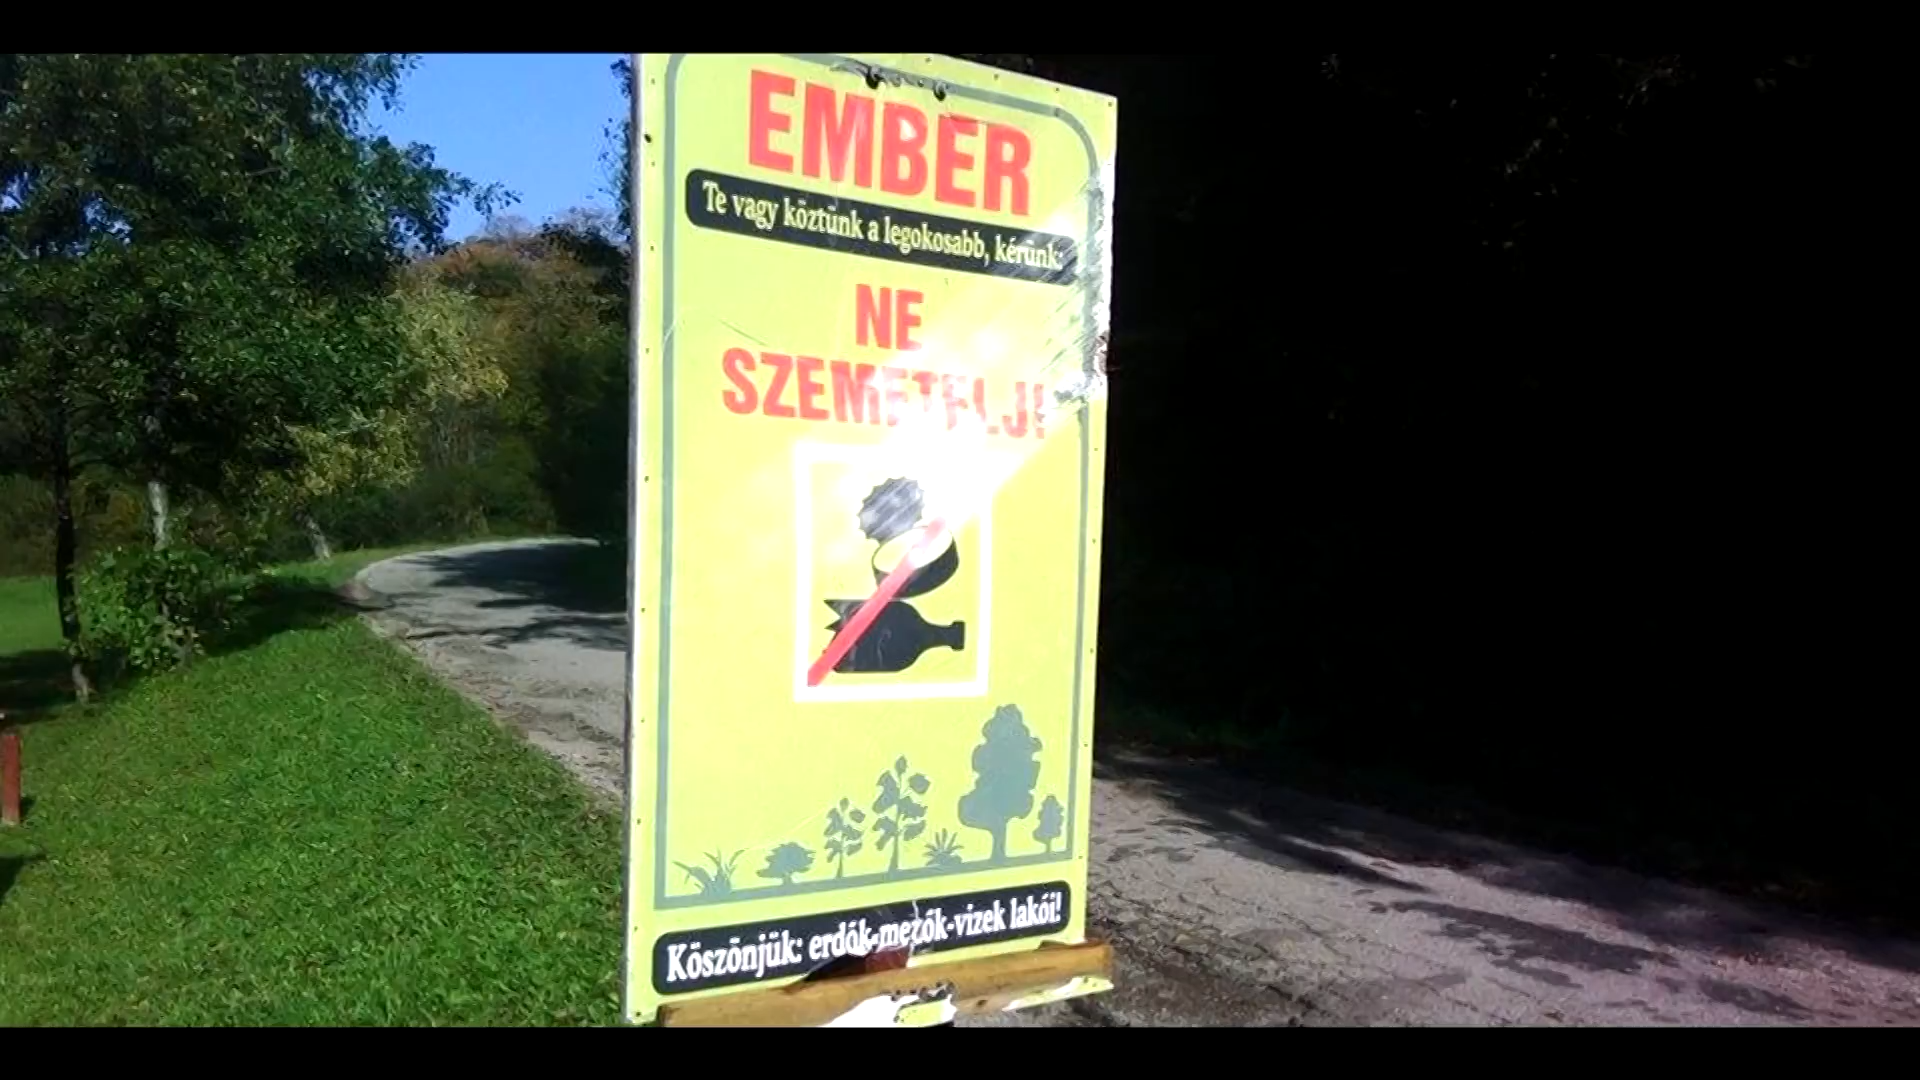 EMBER
Te vagy köztünk a legokosabb, kérünk:
NE
SZEMETELJ!
Köszönjük: erdők-mezők-vizek lakói!